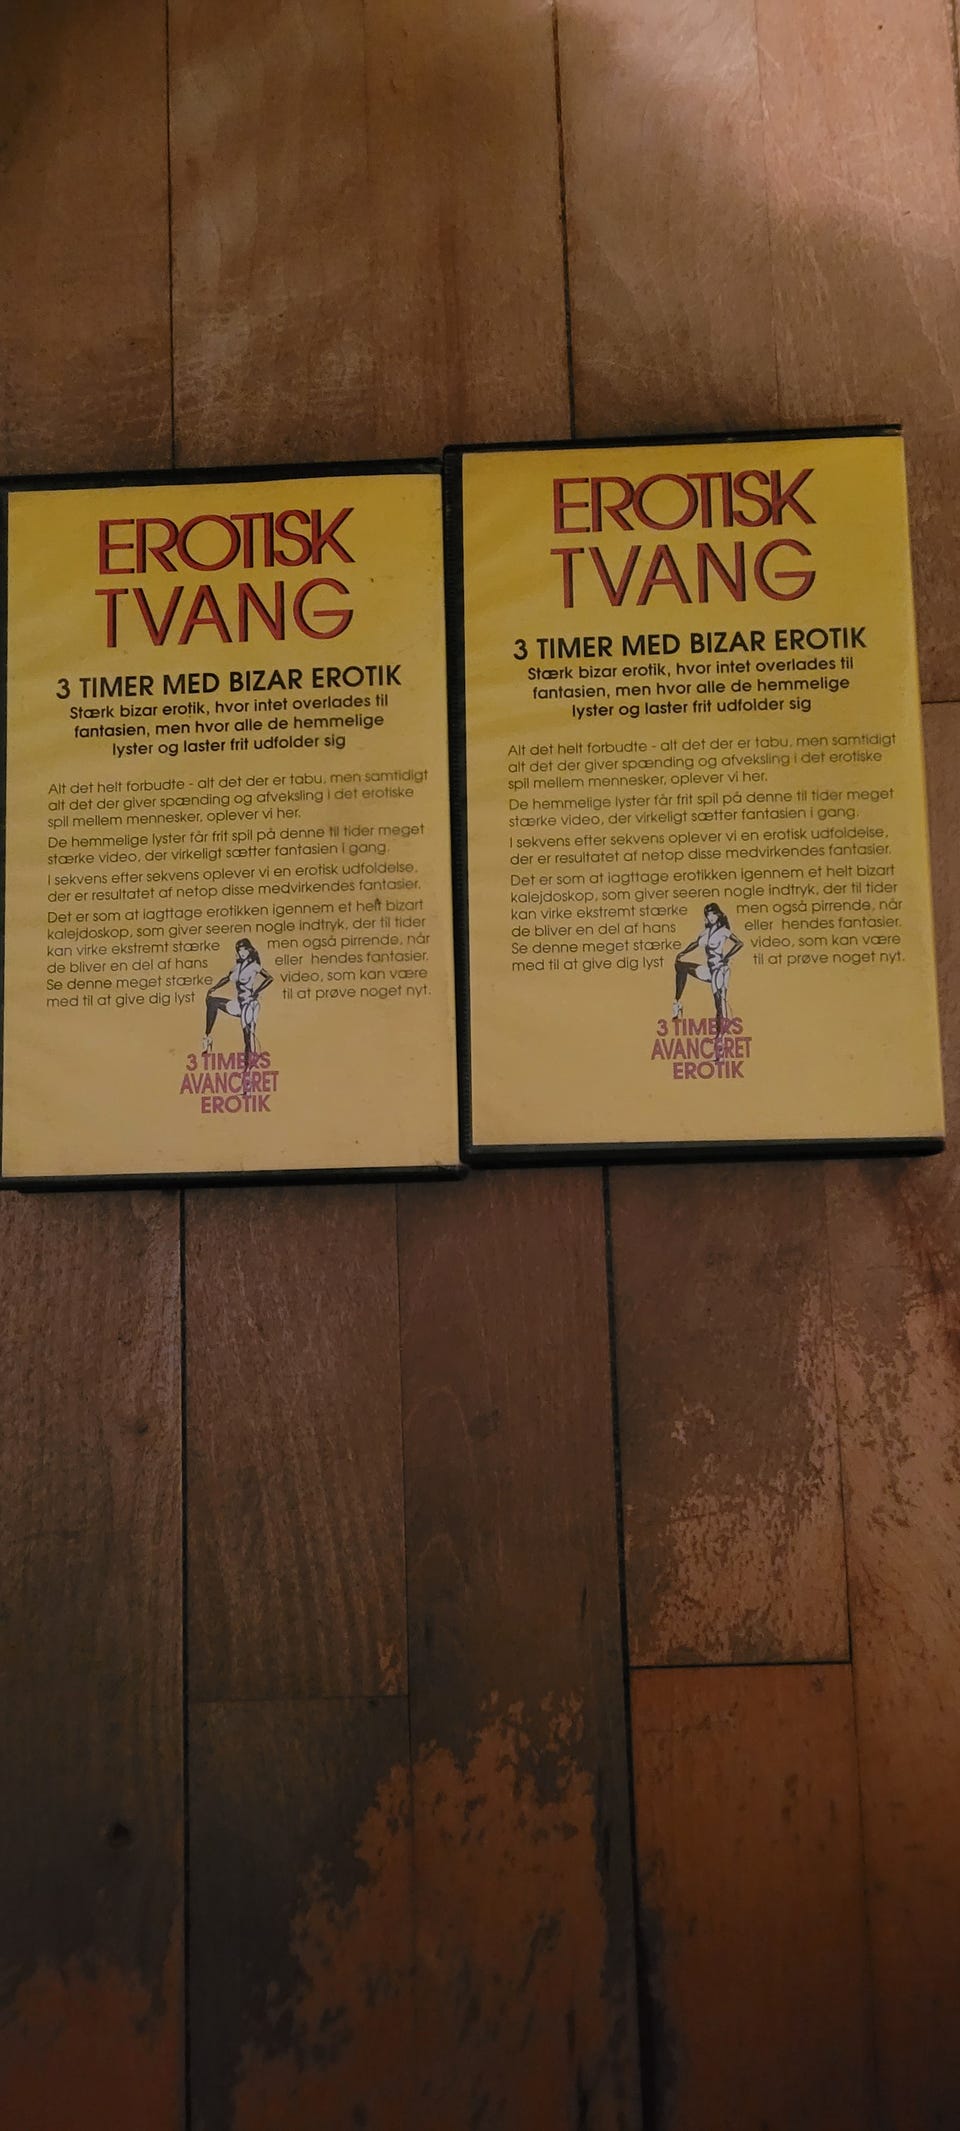 EROTISK
TVANG
3 TIMER MED BIZAR EROTIK
Stærk bizar erotik, hvor intet overlades til
fantasien, men hvor alle de hemmelige
lyster og laster frit udfolder sig
Alt det helt forbudte - alt det der er tabu, men samtidigt
alt det der giver spænding og afveksling i det erotiske
spil mellem mennesker, oplever vi her.
De hemmelige lyster får frit spil på denne til tider meget
stærke video, der virkeligt sætter fantasien i gang.
I sekvens efter sekvens oplever vi en erotisk udfoldelse,
der er resultatet af netop disse medvirkendes fantasier.
Det er som at iagttage erotikken igennem et helt bizart
kalejdoskop, som giver seeren nogle indtryk, der til tider
kan virke ekstremt stærke men også pirrende, når
de bliver en del af hans eller hendes fantasier.
Se denne meget stærke video, som kan være
med til at give dig lyst til at prøve noget nyt.
3 TIMERS
AVANCERET
EROTIK
EROTISK
TVANG
3 TIMER MED BIZAR EROTIK
Stærk bizar erotik, hvor intet overlades til
fantasien, men hvor alle de hemmelige
lyster og laster frit udfolder sig
Alt det helt forbudte - alt det der er tabu, men samtidigt
alt det der giver spænding og afveksling i det erotiske
spil mellem mennesker, oplever vi her.
De hemmelige lyster får frit spil på denne til tider meget
stærke video, der virkeligt sætter fantasien i gang.
I sekvens efter sekvens oplever vi en erotisk udfoldelse,
der er resultatet af netop disse medvirkendes fantasier.
Det er som at iagttage erotikken igennem et helt bizart
kalejdoskop, som giver seeren nogle indtryk, der til tider
kan virke ekstremt stærke men også pirrende, når
de bliver en del af hans eller hendes fantasier.
Se denne meget stærke video, som kan være
med til at give dig lyst til at prøve noget nyt.
3 TIMERS
AVANCERET
EROTIK